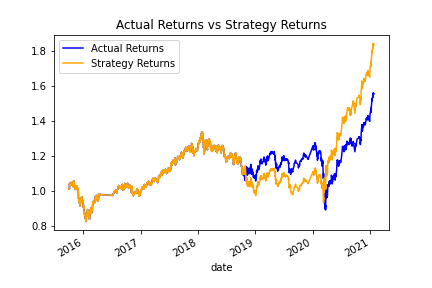 Actual Returns vs Strategy Returns
Actual Returns
Strategy Returns
1.8
1.6
1.4
1.2
1.0
0.8
2016 2017 2018 2019 2020 2021
date